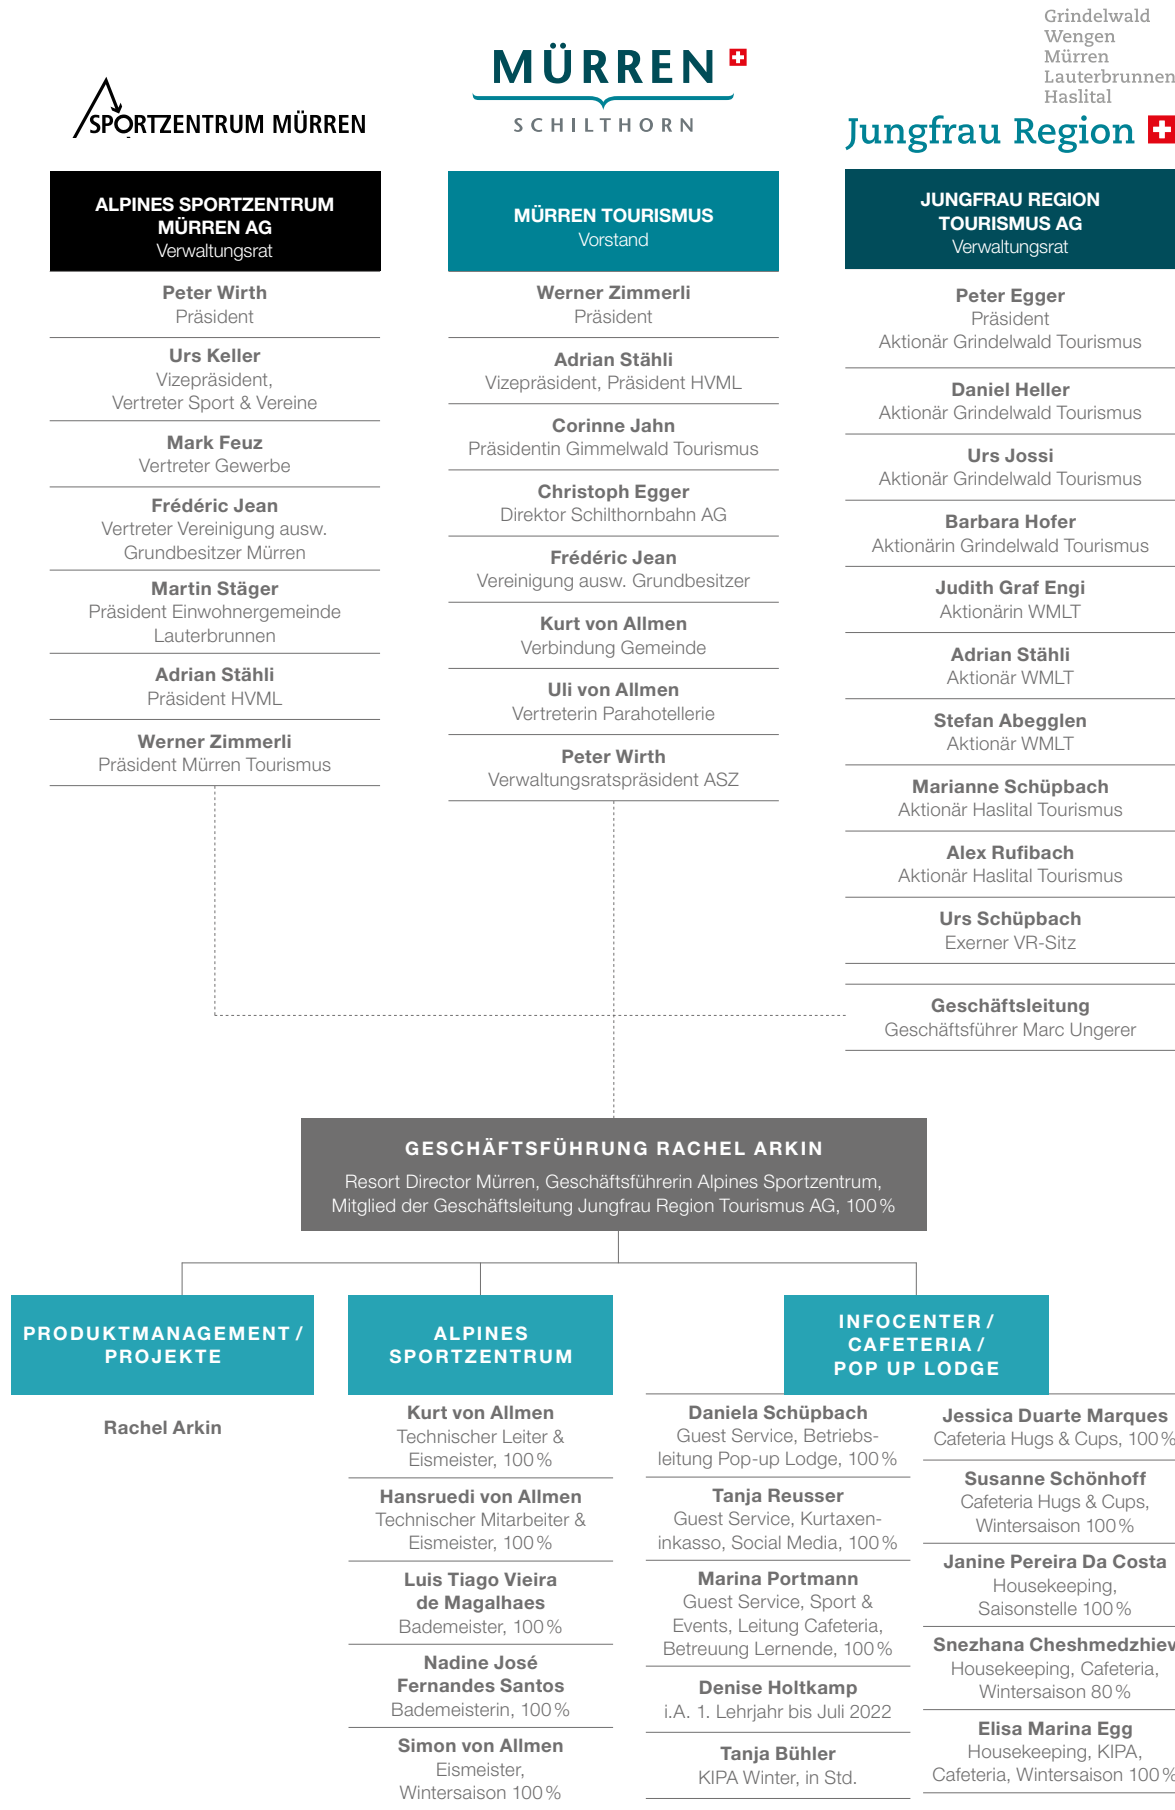 SPORTZENTRUM MÜRREN
ALPINES SPORTZENTRUM
MÜRREN AG
Verwaltungsrat
Peter Wirth
Präsident
Urs Keller
Vizepräsident,
Vertreter Sport & Vereine
Mark Feuz
Vertreter Gewerbe
Frédéric Jean
Vertreter Vereinigung ausw.
Grundbesitzer Mürren
Martin Stäger
Präsident Einwohnergemeinde
Lauterbrunnen
Adrian Stähli
Präsident HVML
Werner Zimmerli
Präsident Mürren Tourismus
MÜRREN
SCHILTHORN
MÜRREN TOURISMUS
Vorstand
Werner Zimmerli
Präsident
Adrian Stähli
Vizepräsident, Präsident HVML
Corinne Jahn
Präsidentin Gimmelwald Tourismus
Christoph Egger
Direktor Schilthornbahn AG
Frédéric Jean
Vereinigung ausw. Grundbesitzer
Kurt von Allmen
Verbindung Gemeinde
Uli von Allmen
Vertreterin Parahotellerie
Peter Wirth
Verwaltungsratspräsident ASZ
Grindelwald
Wengen
Mürren
Lauterbrunnen
Haslital
Jungfrau Region
JUNGFRAU REGION
TOURISMUS AG
Verwaltungsrat
Peter Egger
Präsident
Aktionär Grindelwald Tourismus
Daniel Heller
Aktionär Grindelwald Tourismus
Urs Jossi
Aktionär Grindelwald Tourismus
Barbara Hofer
Aktionärin Grindelwald Tourismus
Judith Graf Engi
Aktionärin WMLT
Adrian Stähli
Aktionär WMLT
Stefan Abegglen
Aktionär WMLT
Marianne Schüpbach
Aktionär Haslital Tourismus
Alex Rufibach
Aktionär Haslital Tourismus
Urs Schüpbach
Exerner VR-Sitz
Geschäftsleitung
Geschäftsführer Marc Ungerer
GESCHÄFTSFÜHRUNG RACHEL ARKIN
Resort Director Mürren, Geschäftsführerin Alpines Sportzentrum,
Mitglied der Geschäftsleitung Jungfrau Region Tourismus AG, 100 %
PRODUKTMANAGEMENT /
PROJEKTE
Rachel Arkin
ALPINES
SPORTZENTRUM
Kurt von Allmen
Technischer Leiter &
Eismeister, 100 %
Hansruedi von Allmen
Technischer Mitarbeiter &
Eismeister, 100 %
Luis Tiago Vieira
de Magalhaes
Bademeister, 100 %
Nadine José
Fernandes Santos
Bademeisterin, 100 %
Simon von Allmen
Eismeister,
Wintersaison 100 %
INFOCENTER /
CAFETERIA /
POP UP LODGE
Daniela Schüpbach
Guest Service, Betriebs-
leitung Pop-up Lodge, 100 %
Tanja Reusser
Guest Service, Kurtaxen-
inkasso, Social Media, 100 %
Marina Portmann
Guest Service, Sport &
Events, Leitung Cafeteria,
Betreuung Lernende, 100 %
Denise Holtkamp
i.A. 1. Lehrjahr bis Juli 2022
Tanja Bühler
KIPA Winter, in Std.
Jessica Duarte Marques
Cafeteria Hugs & Cups, 100 %
Susanne Schönhoff
Cafeteria Hugs & Cups,
Wintersaison 100 %
Janine Pereira Da Costa
Housekeeping,
Saisonstelle 100 %
Snezhana Cheshmedzhiev
Housekeeping, Cafeteria,
Wintersaison 80 %
Elisa Marina Egg
Housekeeping, KIPA,
Cafeteria, Wintersaison 100 %